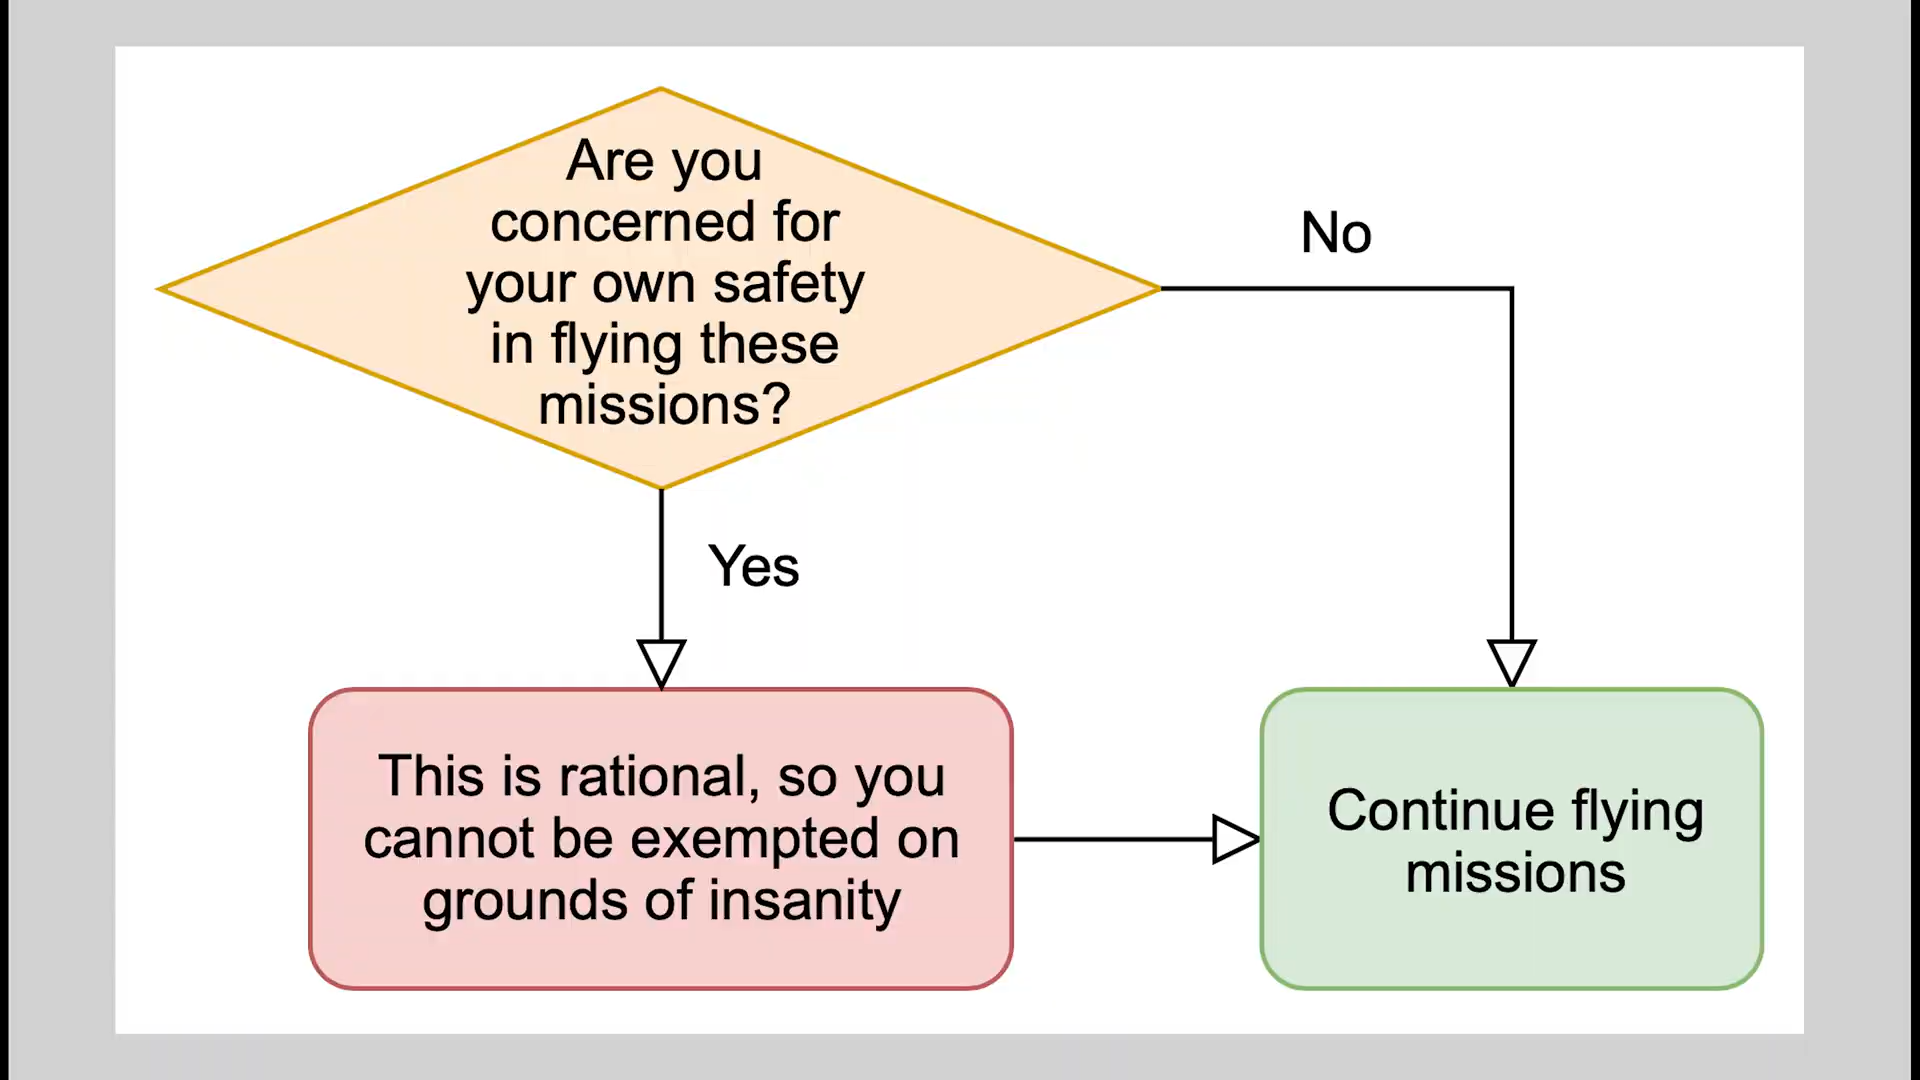 Are you
concerned for
your own safety
in flying these
missions?
No
Yes
This is rational, so you
cannot be exempted on
grounds of insanity
Continue flying
missions